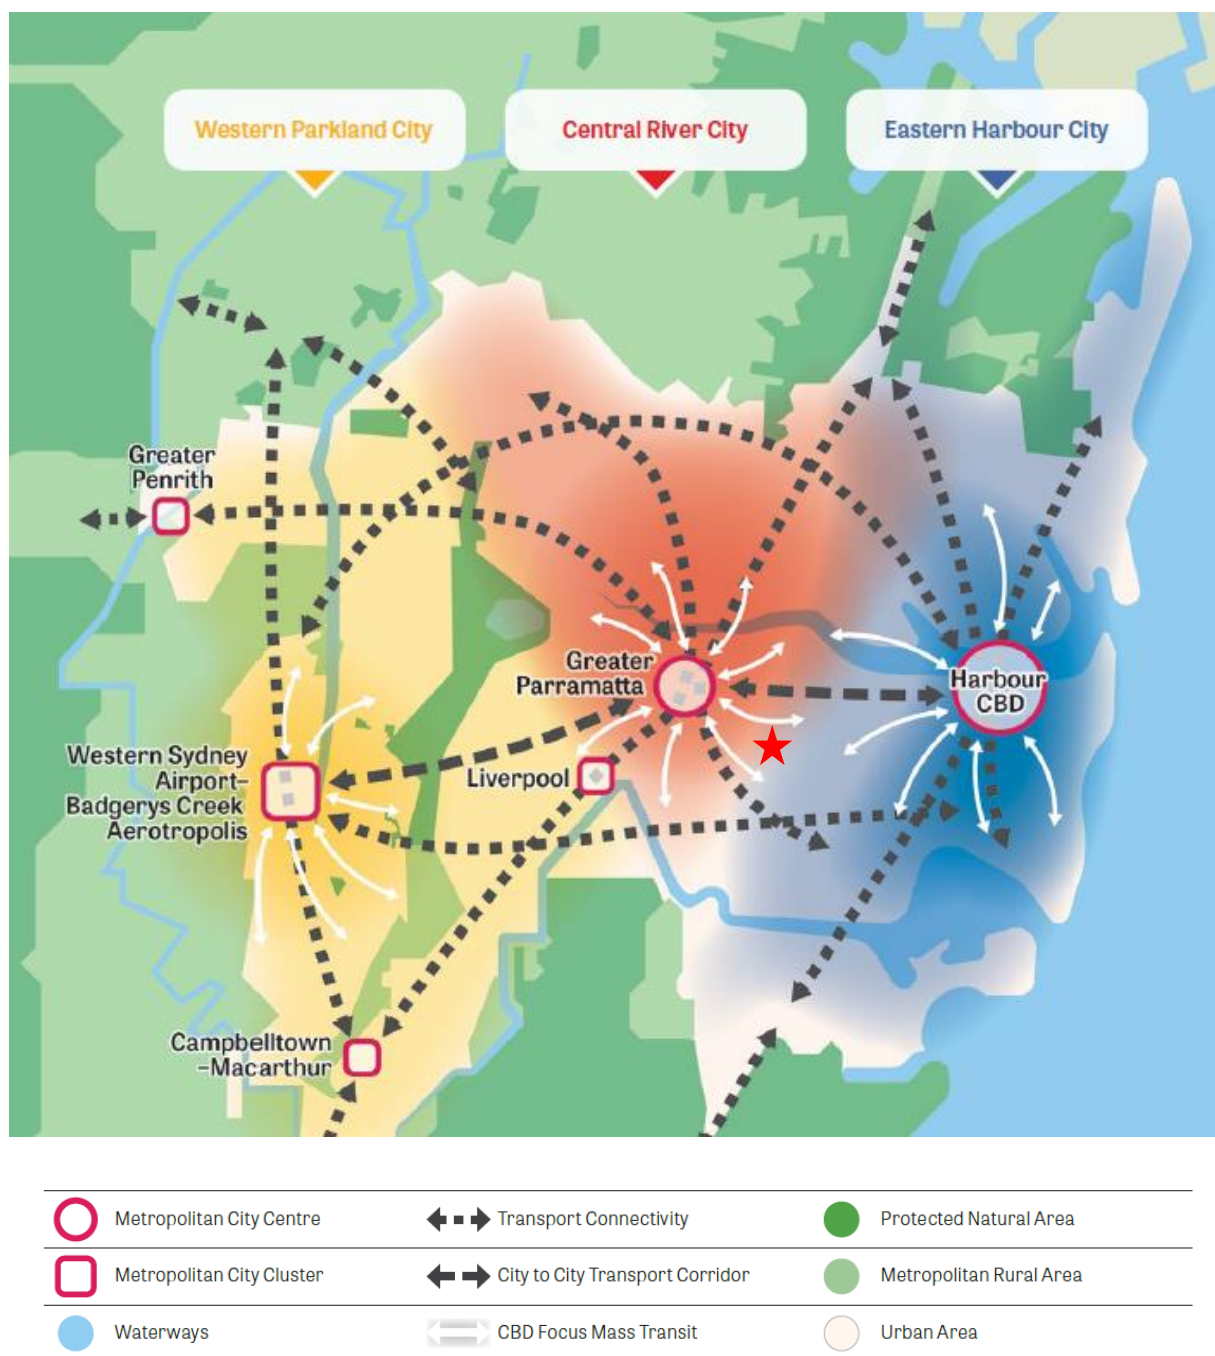 Western Parkland City
Central River City
Eastern Harbour City
Greater
Penrith
Greater
Parramatta
Harbour
CBD
Western Sydney
Airport–
Badgerys Creek
Aerotropolis
Liverpool
Campbelltown
–Macarthur
Metropolitan City Centre
Transport Connectivity
Protected Natural Area
Metropolitan City Cluster
City to City Transport Corridor
Metropolitan Rural Area
Waterways
CBD Focus Mass Transit
Urban Area